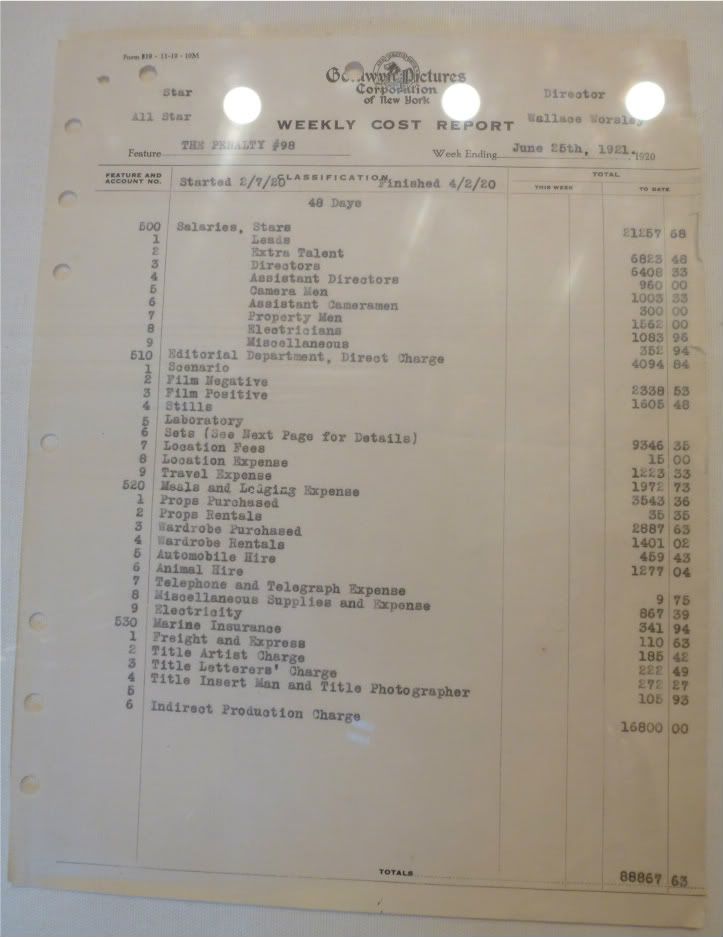 Form 819 - 11-19 - 10M
Goldwyn Pictures
Corporation
of New York
Star
Director
All Star
WEEKLY COST REPORT
Wallace Worsley
Feature THE PENALTY #98
Week Ending June 25th, 1921. 1920
FEATURE AND ACCOUNT NO.
CLASSIFICATION
TOTAL
THIS WEEK
TO DATE
Started 2/7/20 Finished 4/2/20
48 Days
500 Salaries, Stars 21257 58
1 Leads
2 Extra Talent 6823 48
3 Directors 6408 33
4 Assistant Directors 960 00
5 Camera Men 1003 33
6 Assistant Cameramen 300 00
7 Property Men 1562 00
8 Electricians 1083 96
9 Miscellaneous 352 94
510 Editorial Department, Direct Charge 4094 84
1 Scenario
2 Film Negative 2338 53
3 Film Positive 1605 48
4 Stills
5 Laboratory
6 Sets (See Next Page for Details) 9346 35
7 Location Fees 15 00
8 Location Expense 1223 33
9 Travel Expense 1972 73
520 Meals and Lodging Expense 3543 36
1 Props Purchased 35 35
2 Props Rentals 2887 63
3 Wardrobe Purchased 1401 02
4 Wardrobe Rentals 459 43
5 Automobile Hire 1277 04
6 Animal Hire
7 Telephone and Telegraph Expense 9 75
8 Miscellaneous Supplies and Expense 867 39
9 Electricity 341 94
530 Marine Insurance 110 63
1 Freight and Express 185 42
2 Title Artist Charge 222 49
3 Title Letterers' Charge 272 27
4 Title Insert Man and Title Photographer 105 93
5
6 Indirect Production Charge 16800 00
TOTALS 88867 63